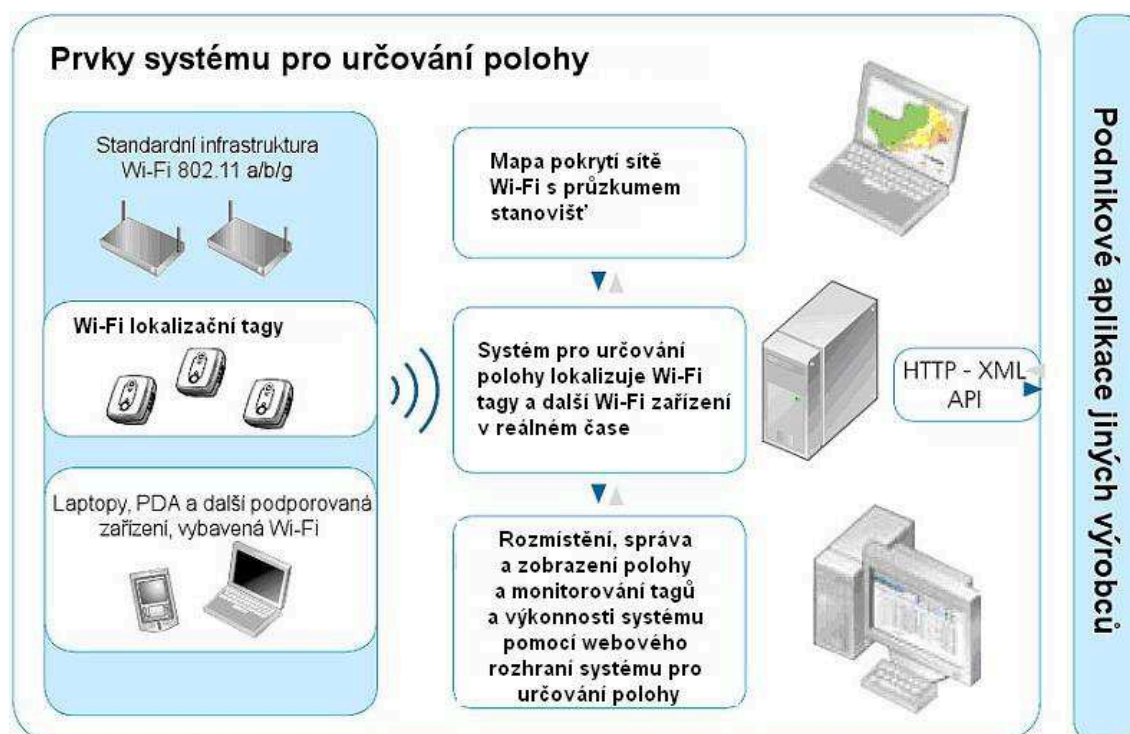 Prvky systému pro určování polohy
Standardní infrastruktura
Wi-Fi 802.11 a/b/g
Wi-Fi lokalizační tagy
Laptopy, PDA a další podporovaná
zařízení, vybavená Wi-Fi
Mapa pokrytí sítě
Wi-Fi s průzkumem
stanovišť
Systém pro určování
polohy lokalizuje Wi-Fi
tagy a další Wi-Fi zařízení
v reálném čase
Rozmístění, správa
a zobrazení polohy
a monitorování tagů
a výkonnosti systému
pomocí webového
rozhraní systému pro
určování polohy
HTTP - XML
API
Podnikové aplikace jiných výrobců